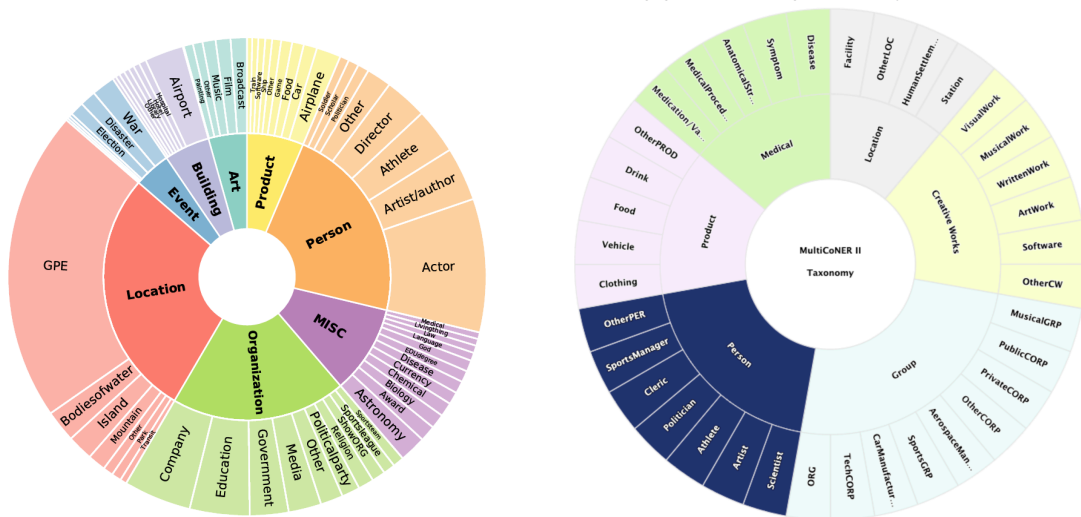 Broadcast
Film
Music
Other
Painting
Airport
Hospital
Other
War
Disaster
Election
GPE
Bodiesofwater
Island
Mountain
Other
Park
Transit
Company
Education
Government
Media
Other
Politicalparty
Religion
ShowORG
Sportsleague
Sportsteam
Astronomy
Award
Biology
Chemical
Currency
Disease
EDUdegree
God
Language
Law
Livingthing
Medical
Actor
Artist/author
Athlete
Director
Other
Politician
Scholar
Soldier
Airplane
Car
Food
Game
Other
Ship
Software
Train
Art
Building
Event
Location
Organization
MISC
Person
Product
MultiCoNER II
Taxonomy
Medical
Location
Creative Works
Group
Person
Product
Disease
Symptom
AnatomicalStr...
MedicalProced...
Medication/Va...
Facility
OtherLOC
HumanSettlem...
Station
VisualWork
MusicalWork
WrittenWork
ArtWork
Software
OtherCW
MusicalGRP
PublicCORP
PrivateCORP
OtherCORP
AerospaceMan...
SportsGRP
CarManufactur...
TechCORP
ORG
Scientist
Artist
Athlete
Politician
Cleric
SportsManager
OtherPER
Clothing
Vehicle
Food
Drink
OtherPROD